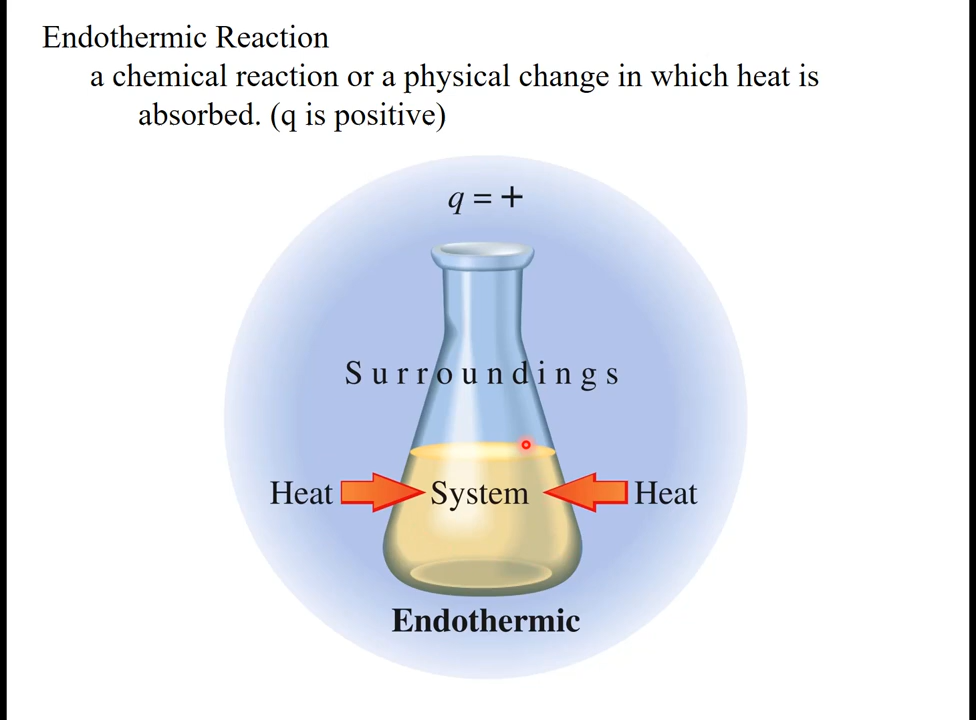 Endothermic Reaction
a chemical reaction or a physical change in which heat is
absorbed. (q is positive)
q = +
Surroundings
Heat System Heat
Endothermic